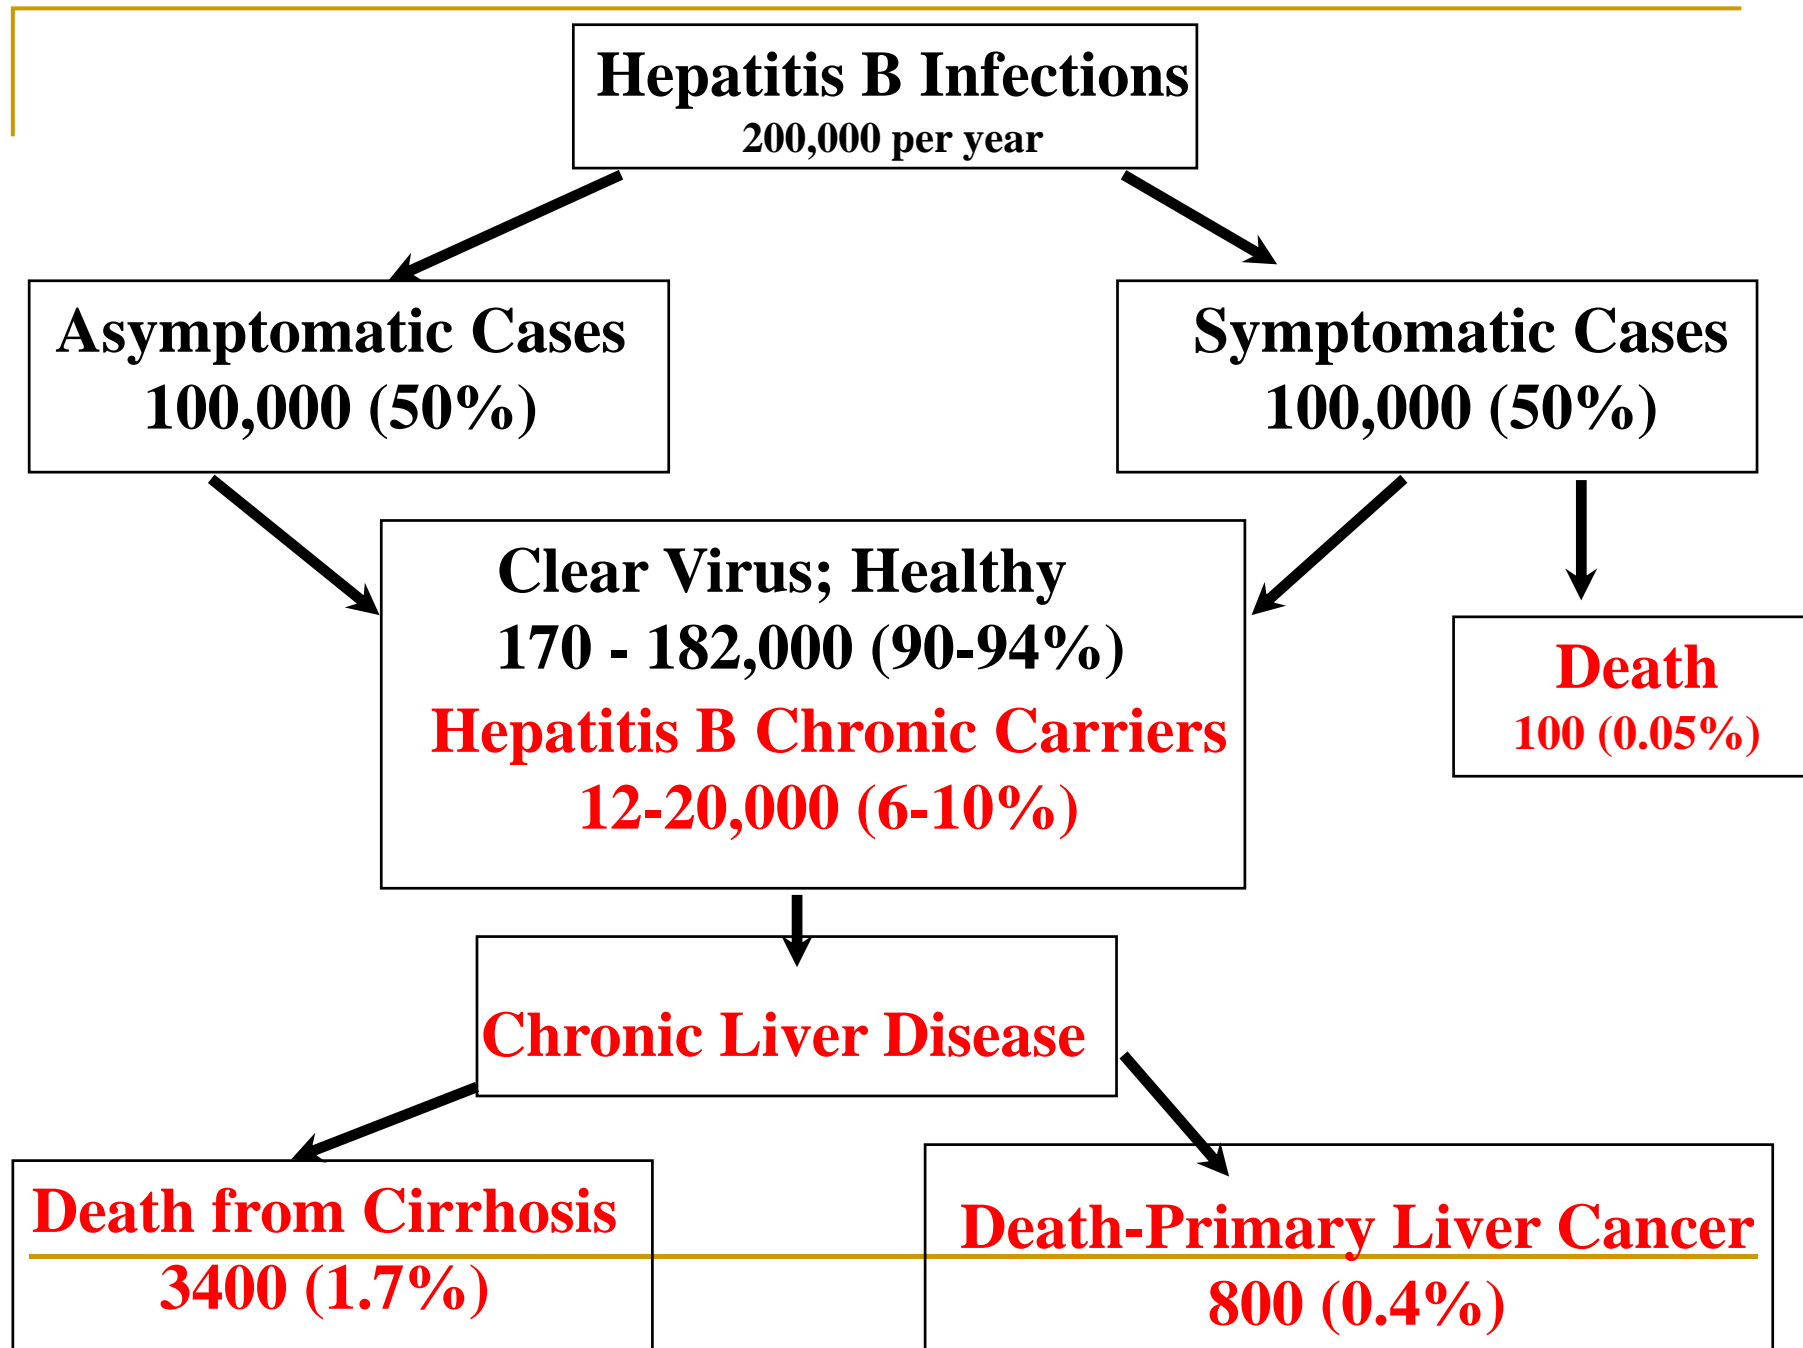 Hepatitis B Infections
200,000 per year
Asymptomatic Cases
100,000 (50%)
Symptomatic Cases
100,000 (50%)
Clear Virus; Healthy
170 - 182,000 (90-94%)
Hepatitis B Chronic Carriers
12-20,000 (6-10%)
Death
100 (0.05%)
Chronic Liver Disease
Death from Cirrhosis
3400 (1.7%)
Death-Primary Liver Cancer
800 (0.4%)